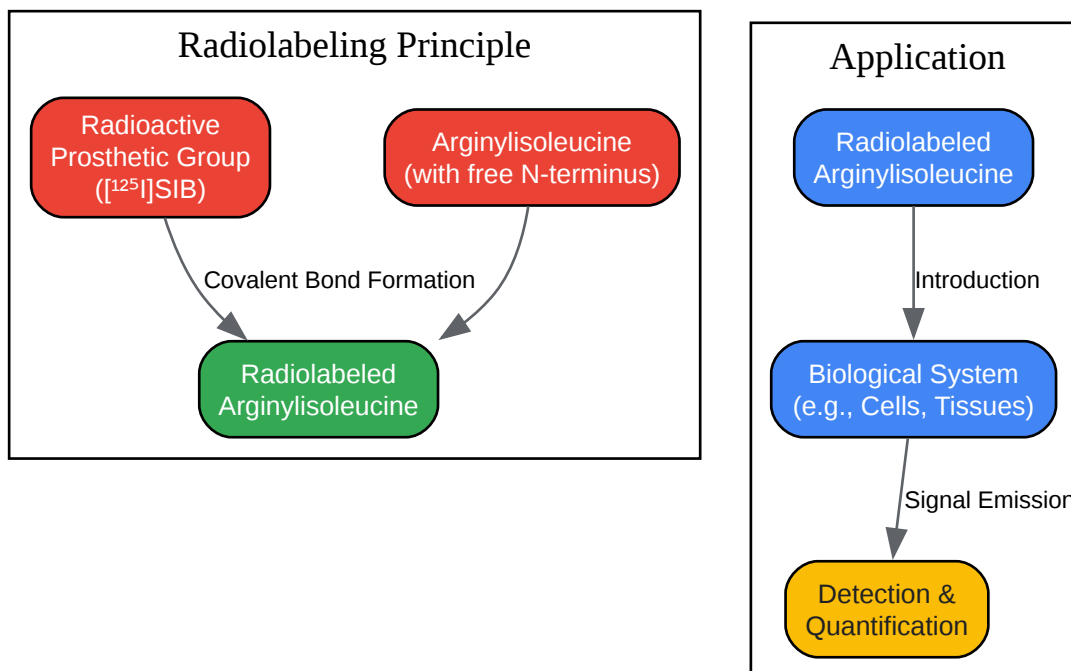 Radiolabeling Principle
Radioactive
Prosthetic Group
([¹²⁵I]SIB)
Arginylisoleucine
(with free N-terminus)
Covalent Bond Formation
Radiolabeled
Arginylisoleucine
Application
Radiolabeled
Arginylisoleucine
Introduction
Biological System
(e.g., Cells, Tissues)
Signal Emission
Detection &
Quantification